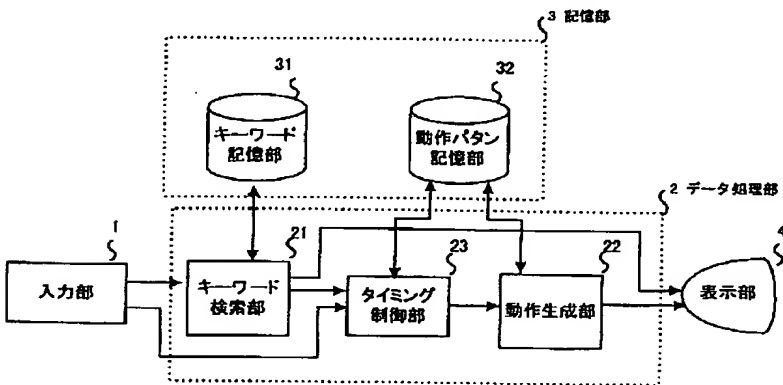 3 記憶部
31
32
キーワード
記憶部
動作パタン
記憶部
2 データ処理部
1
21
23
22
4
入力部
キーワード
検索部
タイミング
制御部
動作生成部
表示部